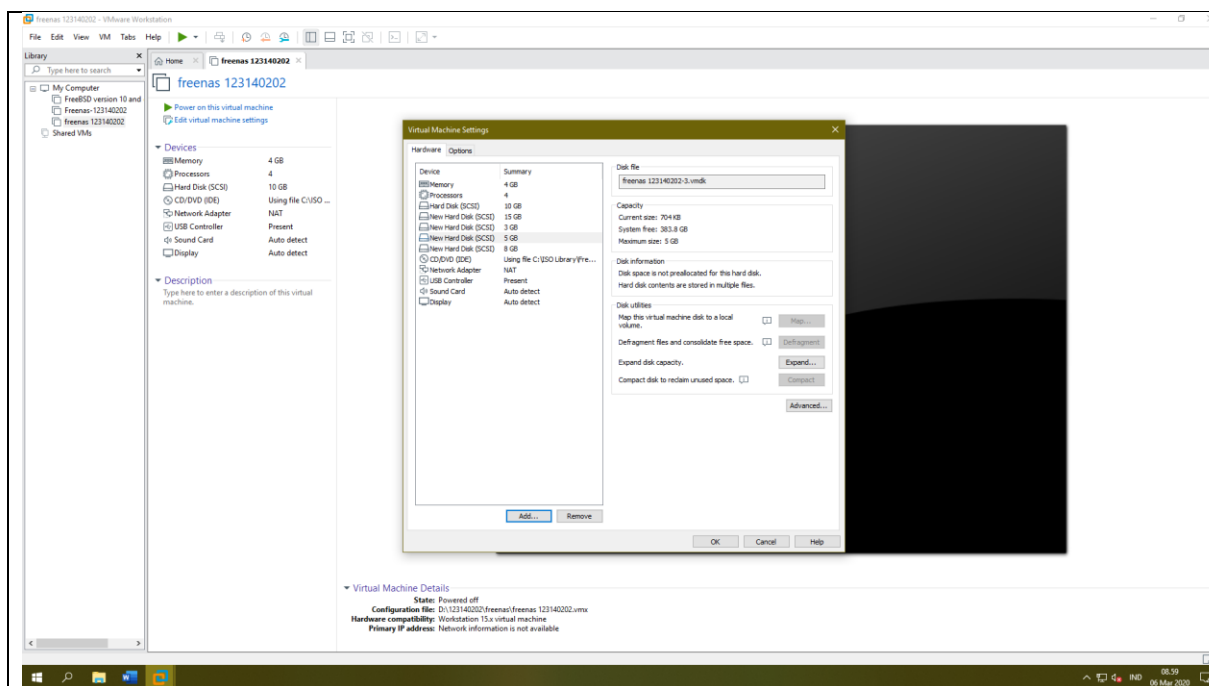 freenas 123140202 - VMware Workstation
File Edit View VM Tabs Help
Library
Type here to search
My Computer
FreeBSD version 10 and
Freenas-123140202
freenas 123140202
Shared VMs
Home
freenas 123140202
freenas 123140202
Power on this virtual machine
Edit virtual machine settings
Devices
Memory 4 GB
Processors 4
Hard Disk (SCSI) 10 GB
CD/DVD (IDE) Using file C:\ISO ...
Network Adapter NAT
USB Controller Present
Sound Card Auto detect
Display Auto detect
Description
Type here to enter a description of this virtual
machine.
Virtual Machine Settings
Hardware Options
Device Summary
Memory 4 GB
Processors 4
Hard Disk (SCSI) 10 GB
New Hard Disk (SCSI) 15 GB
New Hard Disk (SCSI) 3 GB
New Hard Disk (SCSI) 5 GB
New Hard Disk (SCSI) 8 GB
CD/DVD (IDE) Using file C:\ISO Library\Fre...
Network Adapter NAT
USB Controller Present
Sound Card Auto detect
Display Auto detect
Add... Remove
Disk file
freenas 123140202-3.vmdk
Capacity
Current size: 704 KB
System free: 383.8 GB
Maximum size: 5 GB
Disk information
Disk space is not preallocated for this hard disk.
Hard disk contents are stored in multiple files.
Disk utilities
Map this virtual machine disk to a local
volume.
Map...
Defragment files and consolidate free space. Defragment
Expand disk capacity. Expand...
Compact disk to reclaim unused space. Compact
Advanced...
OK Cancel Help
Virtual Machine Details
State: Powered off
Configuration file: D:\123140202\freenas\freenas 123140202.vmx
Hardware compatibility: Workstation 15.x virtual machine
Primary IP address: Network information is not available
IND
08.59
06 Mar 2020